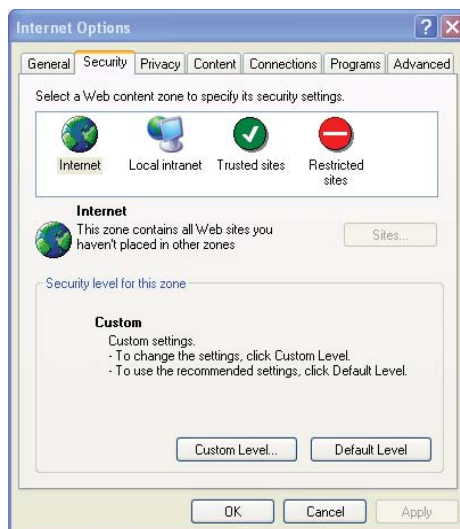 Internet Options
General Security Privacy Content Connections Programs Advanced
Select a Web content zone to specify its security settings.
Internet Local intranet Trusted sites Restricted sites
Internet
This zone contains all Web sites you
haven't placed in other zones
Sites...
Security level for this zone
Custom
Custom settings.
- To change the settings, click Custom Level.
- To use the recommended settings, click Default Level.
Custom Level... Default Level
OK Cancel Apply